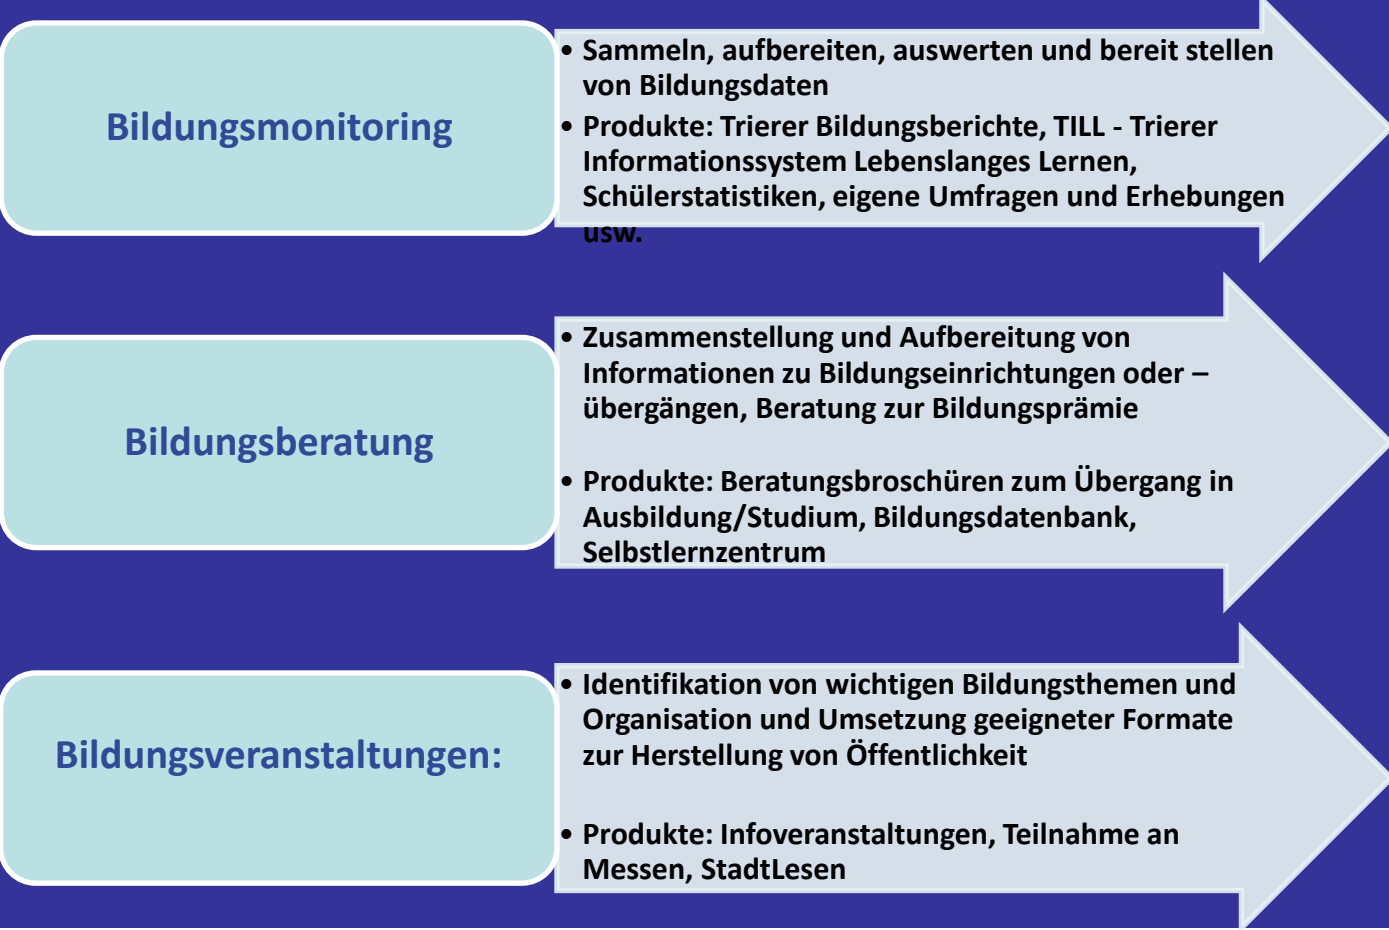 Bildungsmonitoring
• Sammeln, aufbereiten, auswerten und bereit stellen
von Bildungsdaten
• Produkte: Trierer Bildungsberichte, TILL - Trierer
Informationssystem Lebenslanges Lernen,
Schülerstatistiken, eigene Umfragen und Erhebungen
usw.
Bildungsberatung
• Zusammenstellung und Aufbereitung von
Informationen zu Bildungseinrichtungen oder –
übergängen, Beratung zur Bildungsprämie
• Produkte: Beratungsbroschüren zum Übergang in
Ausbildung/Studium, Bildungsdatenbank,
Selbstlernzentrum
Bildungsveranstaltungen:
• Identifikation von wichtigen Bildungsthemen und
Organisation und Umsetzung geeigneter Formate
zur Herstellung von Öffentlichkeit
• Produkte: Infoveranstaltungen, Teilnahme an
Messen, StadtLesen